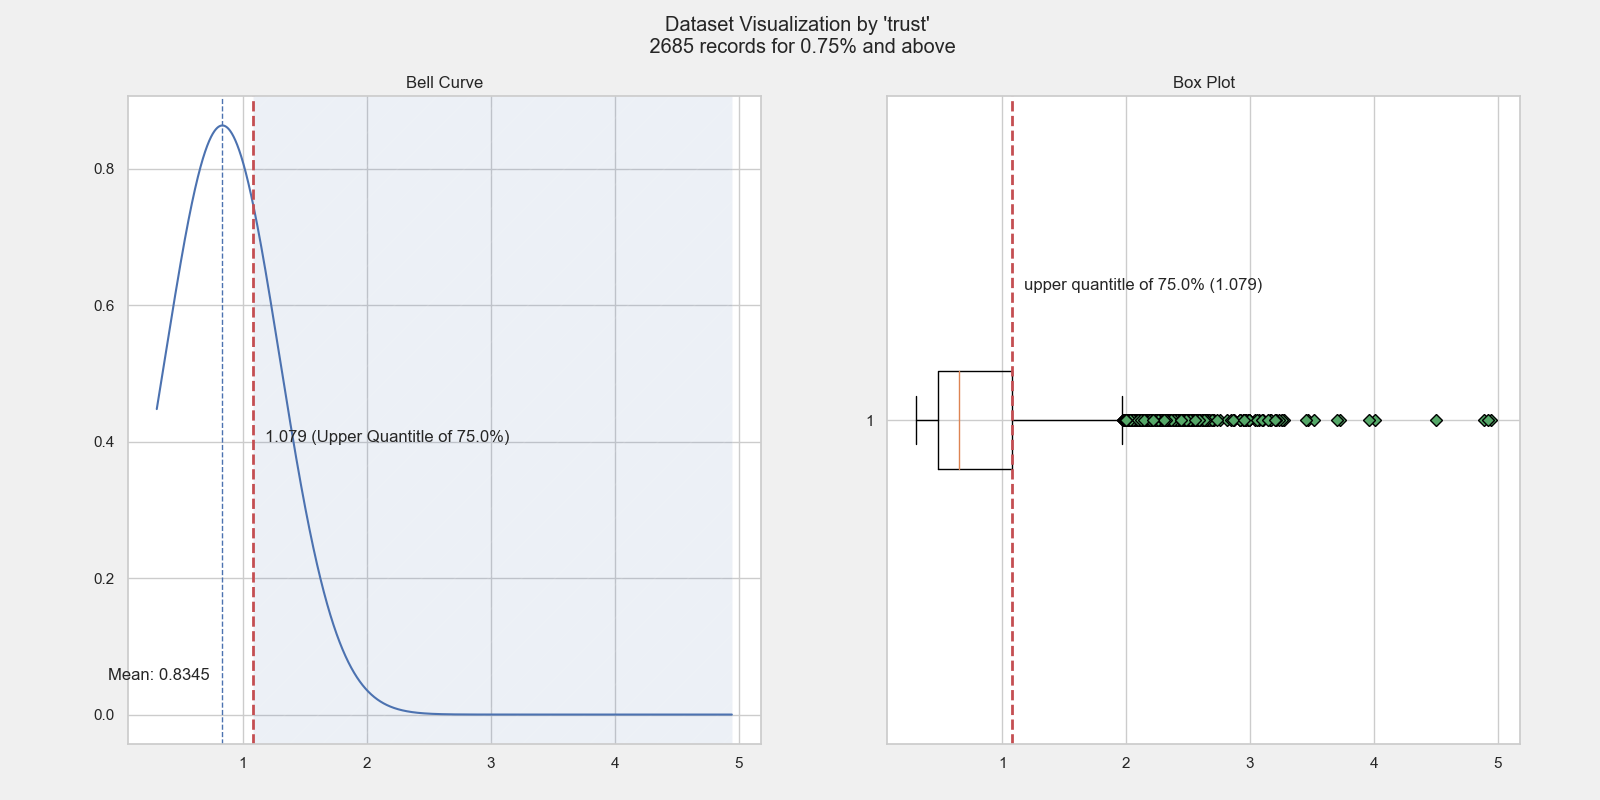 Dataset Visualization by 'trust'
2685 records for 0.75% and above
Bell Curve
0.8
0.6
0.4
0.2
0.0
1.079 (Upper Quantitle of 75.0%)
Mean: 0.8345
1 2 3 4 5
Box Plot
upper quantitle of 75.0% (1.079)
1
1 2 3 4 5